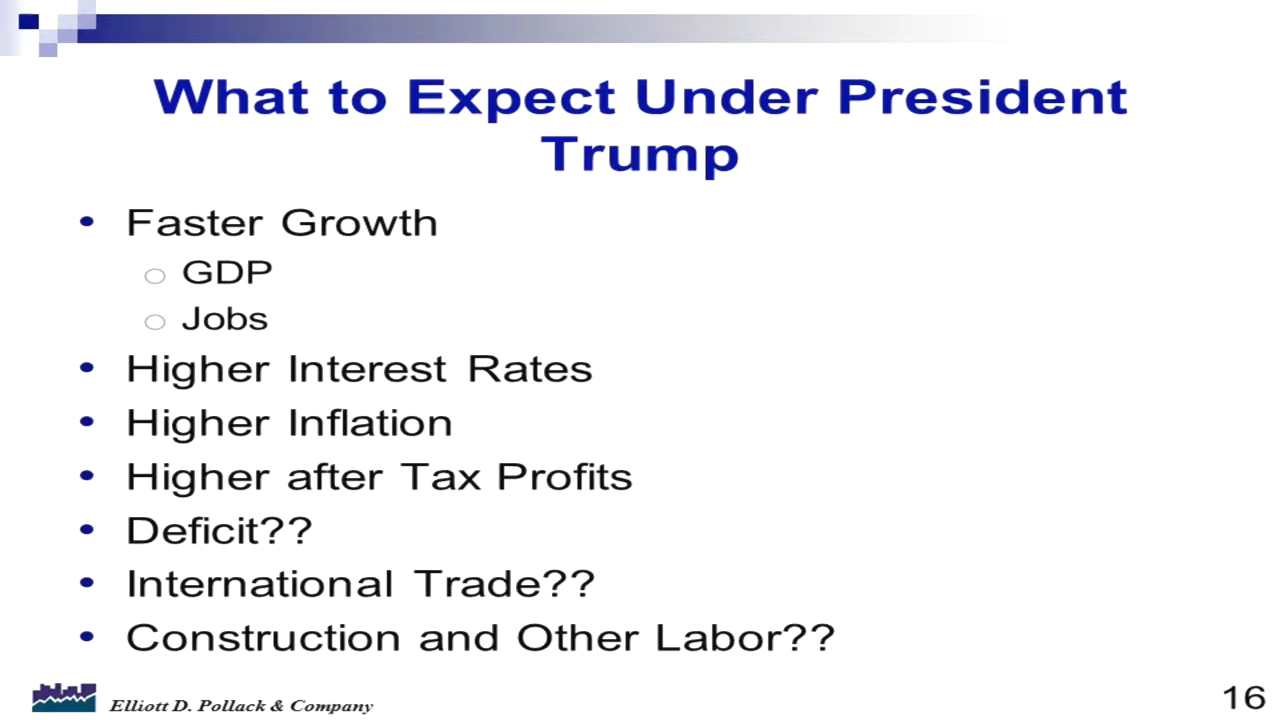 What to Expect Under President
Trump
• Faster Growth
○ GDP
○ Jobs
• Higher Interest Rates
• Higher Inflation
• Higher after Tax Profits
• Deficit??
• International Trade??
• Construction and Other Labor??
Elliott D. Pollack & Company
16